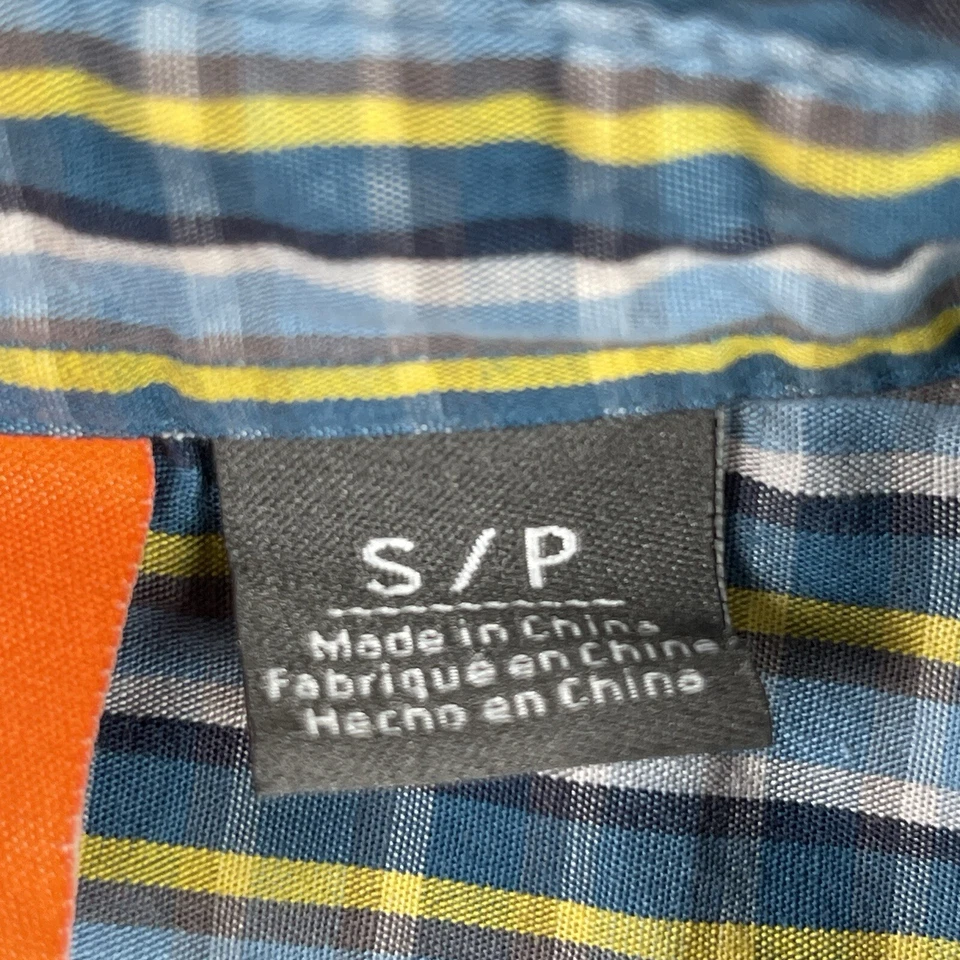 S / P
Made in China
Fabriqué en Chine
Hecho en China